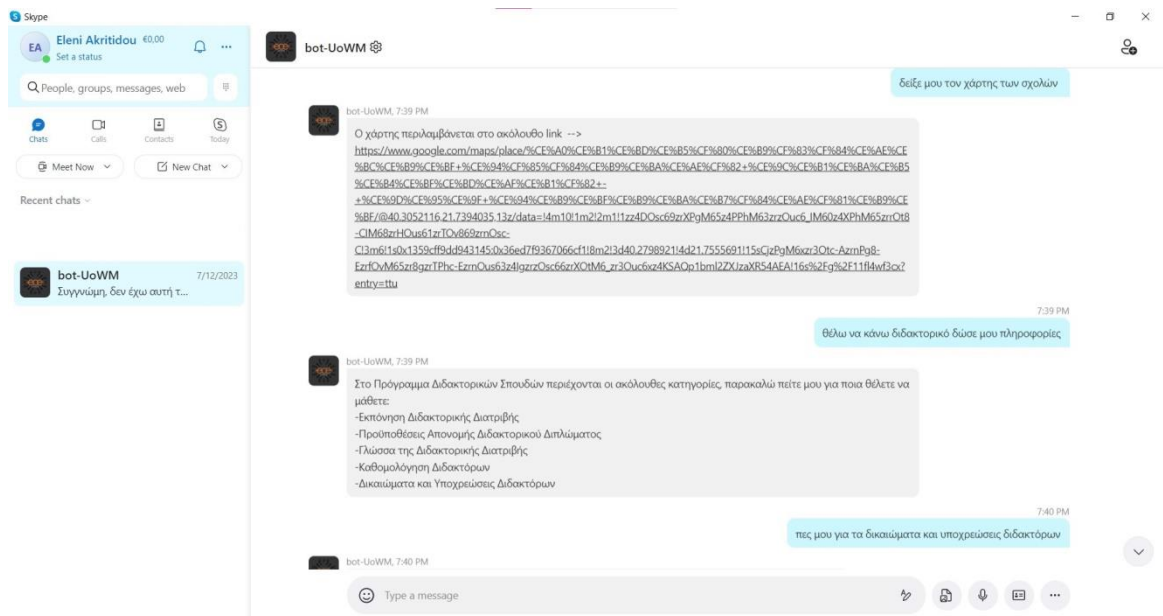 Skype
EA
Eleni Akritidou €0,00
Set a status
People, groups, messages, web
Chats
Calls
Contacts
Today
Meet Now
New Chat
Recent chats
bot-UoWM 7/12/2023
Συγγνώμη, δεν έχω αυτή τ...
bot-UoWM
δείξε μου τον χάρτης των σχολών
bot-UoWM, 7:39 PM
Ο χάρτης περιλαμβάνεται στο ακόλουθο link -->
https://www.google.com/maps/place/%CE%A0%CE%B1%CE%BD%CE%B5%CF%80%CE%B9%CF%83%CF%84%CE%AE%CE
%BC%CE%B9%CE%BF+%CE%94%CF%85%CF%84%CE%B9%CE%BA%CE%AE%CF%82+%CE%9C%CE%B1%CE%BA%CE%B5
%CE%B4%CE%BF%CE%BD%CE%AF%CE%B1%CF%82+-
+%CE%9D%CE%95%CE%9F+%CE%94%CE%B9%CE%BF%CE%B9%CE%BA%CE%B7%CF%84%CE%AE%CF%81%CE%B9%CE
%BF/@40.3052116,21.7394035,13z/data=!4m10!1m2!2m1!1zz4DOsc69zrXPgM65z4PPhM63zrzOuc6_IM60z4XPhM65zrrOt8
-CIM68zrHOus61zrTOv869zrnOsc-
CI3m6!1s0x1359cff9dd943145:0x36ed7f9367066cf1!8m2!3d40.2798921!4d21.7555691!15sCjzPgM6xzr3Otc-AzrnPg8-
EzrfOvM65zr8gzrTPhc-EzrnOus63z4IgzrzOsc66zrXOtM6_zr3Ouc6xz4KSAQp1bml2ZXJzaXR54AEA!16s%2Fg%2F11fl4wf3cx?
entry=ttu
7:39 PM
θέλω να κάνω διδακτορικό δώσε μου πληροφορίες
bot-UoWM, 7:39 PM
Στο Πρόγραμμα Διδακτορικών Σπουδών περιέχονται οι ακόλουθες κατηγορίες, παρακαλώ πείτε μου για ποια θέλετε να
μάθετε:
-Εκπόνηση Διδακτορικής Διατριβής
-Προϋποθέσεις Απονομής Διδακτορικού Διπλώματος
-Γλώσσα της Διδακτορικής Διατριβής
-Καθομολόγηση Διδακτόρων
-Δικαιώματα και Υποχρεώσεις Διδακτόρων
7:40 PM
πες μου για τα δικαιώματα και υποχρεώσεις διδακτόρων
bot-UoWM, 7:40 PM
Type a message